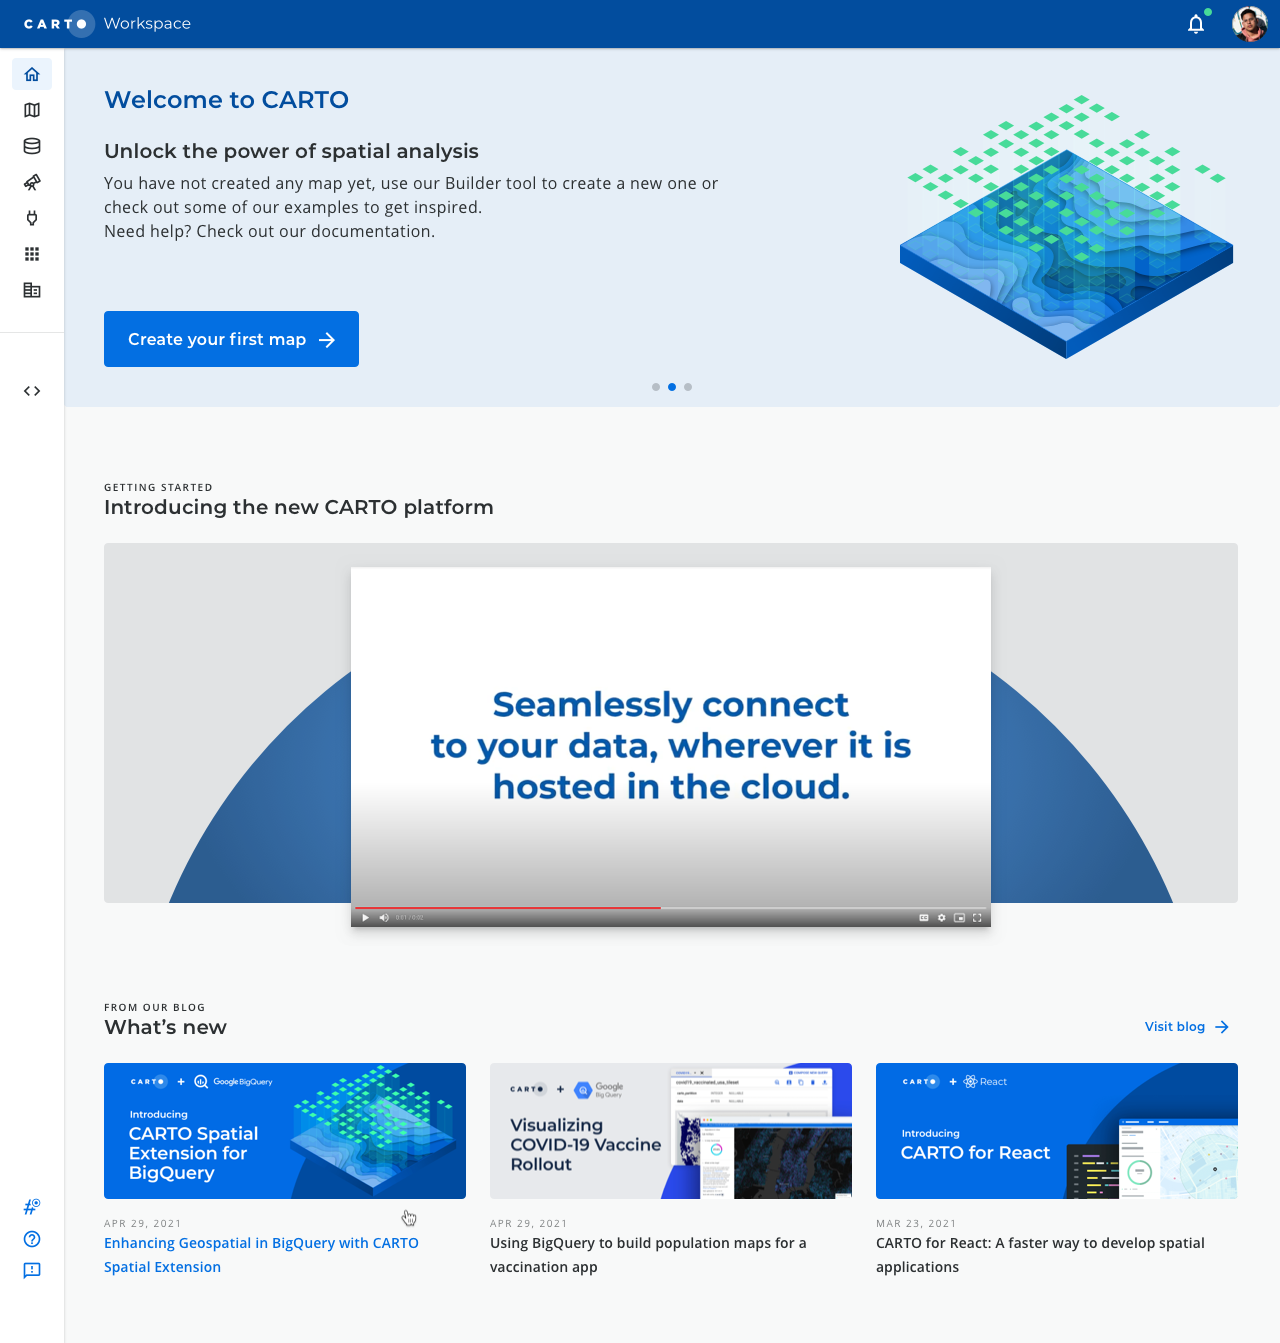 CARTO Workspace
Welcome to CARTO
Unlock the power of spatial analysis
You have not created any map yet, use our Builder tool to create a new one or
check out some of our examples to get inspired.
Need help? Check out our documentation.
Create your first map
GETTING STARTED
Introducing the new CARTO platform
Seamlessly connect
to your data, wherever it is
hosted in the cloud.
0:01 / 0:02
FROM OUR BLOG
What’s new
Visit blog
CARTO + Google BigQuery
Introducing
CARTO Spatial
Extension for
BigQuery
APR 29, 2021
Enhancing Geospatial in BigQuery with CARTO
Spatial Extension
CARTO + Google
Big Query
covid19_vaccinated_usa_tileset
Visualizing
COVID-19 Vaccine
Rollout
APR 29, 2021
Using BigQuery to build population maps for a
vaccination app
CARTO + React
Introducing
CARTO for React
MAR 23, 2021
CARTO for React: A faster way to develop spatial
applications